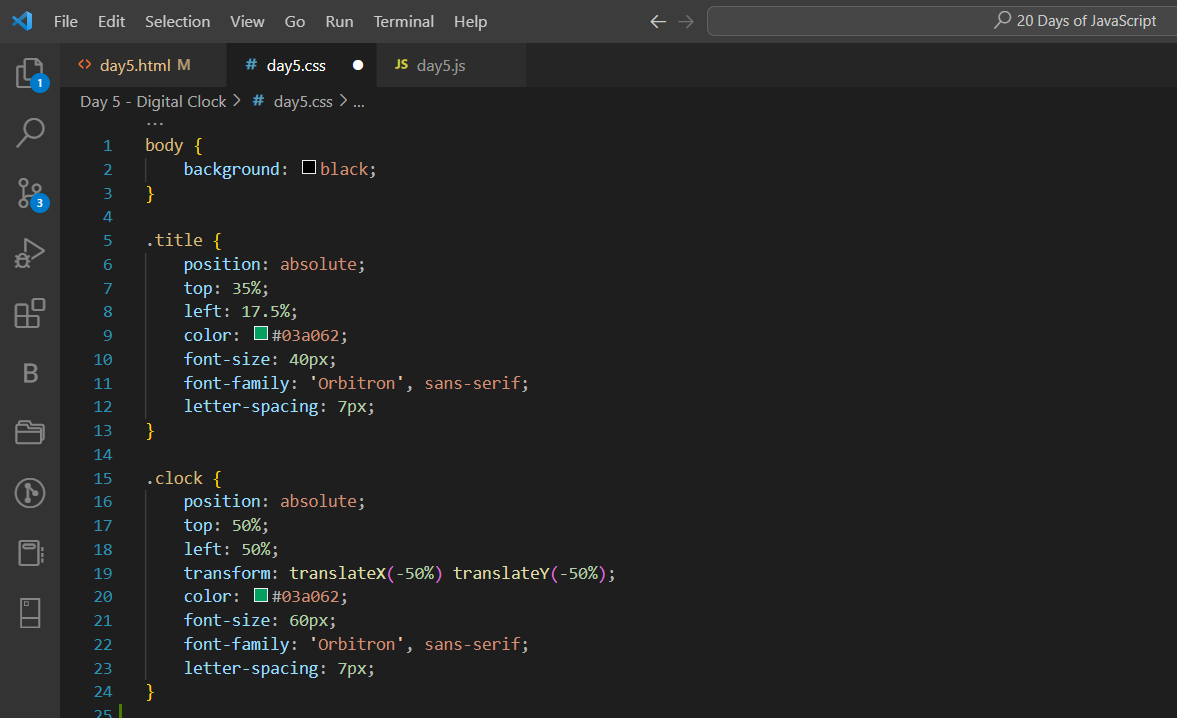 File Edit Selection View Go Run Terminal Help 20 Days of JavaScript
<> day5.html M # day5.css JS day5.js
Day 5 - Digital Clock > # day5.css > ...
...
1 body {
2 background: black;
3 }
4
5 .title {
6 position: absolute;
7 top: 35%;
8 left: 17.5%;
9 color: #03a062;
10 font-size: 40px;
11 font-family: 'Orbitron', sans-serif;
12 letter-spacing: 7px;
13 }
14
15 .clock {
16 position: absolute;
17 top: 50%;
18 left: 50%;
19 transform: translateX(-50%) translateY(-50%);
20 color: #03a062;
21 font-size: 60px;
22 font-family: 'Orbitron', sans-serif;
23 letter-spacing: 7px;
24 }
25
1
3
B